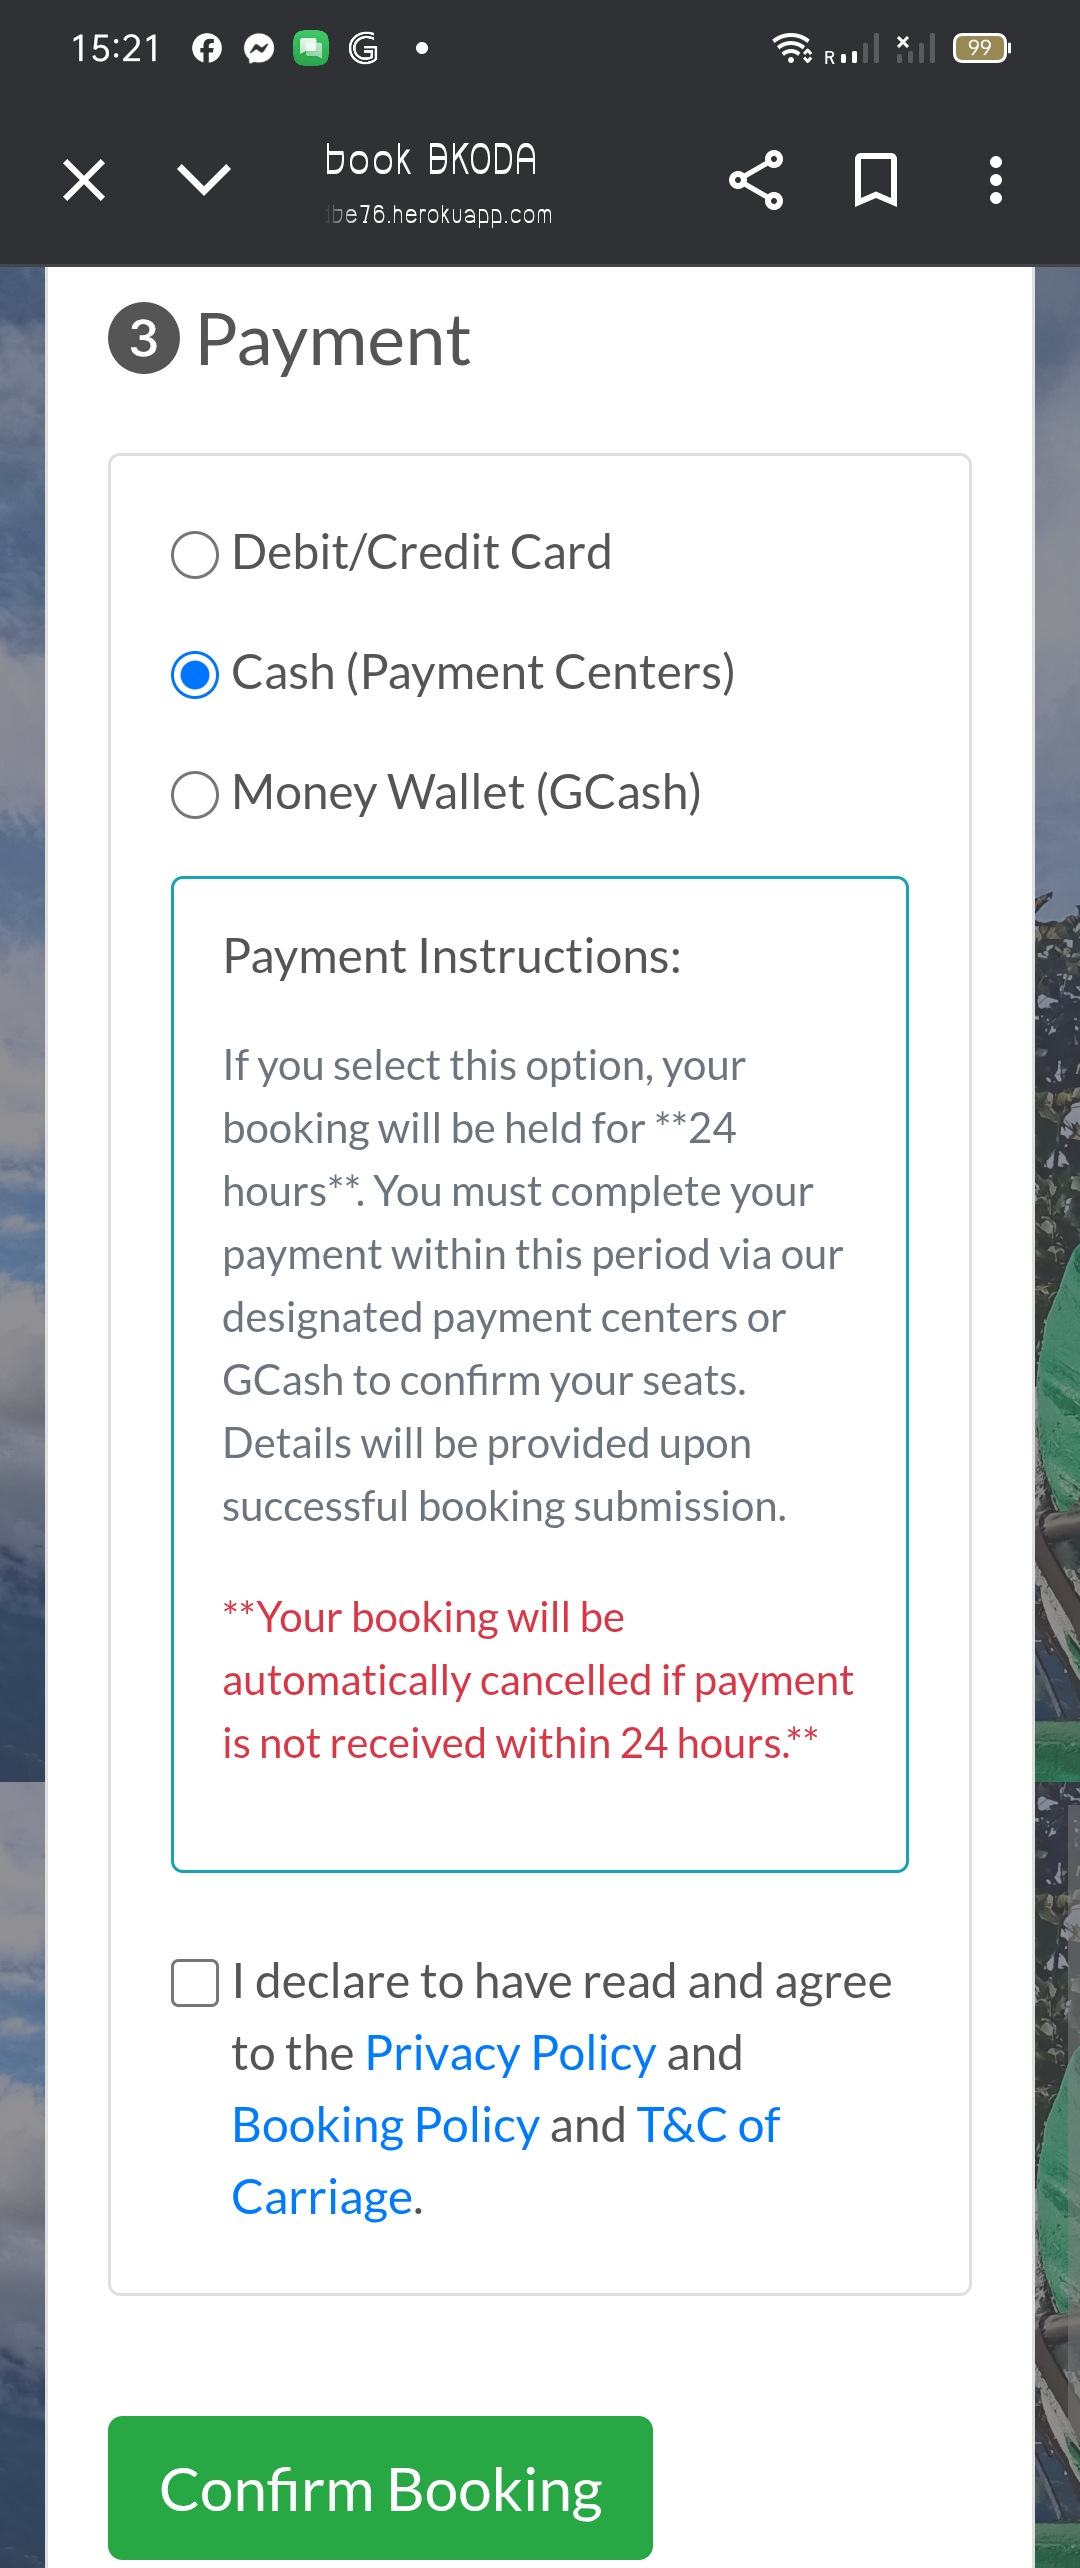 15:21
R
99
book BKODA
be76.herokuapp.com
3 Payment
Debit/Credit Card
Cash (Payment Centers)
Money Wallet (GCash)
Payment Instructions:
If you select this option, your
booking will be held for **24
hours**. You must complete your
payment within this period via our
designated payment centers or
GCash to confirm your seats.
Details will be provided upon
successful booking submission.
**Your booking will be
automatically cancelled if payment
is not received within 24 hours.**
I declare to have read and agree
to the Privacy Policy and
Booking Policy and T&C of
Carriage.
Confirm Booking